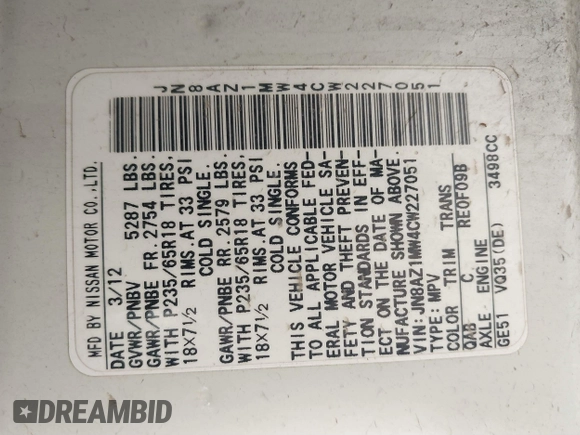 JN8AZ1MW4CW227051
MFD BY NISSAN MOTOR CO.,LTD.
DATE 3/12
GVWR/PNBV 5287 LBS.
GAWR/PNBE FR. 2754 LBS.
WITH P235/65R18 TIRES,
18X7½ RIMS.AT 33 PSI
COLD SINGLE.
GAWR/PNBE RR. 2579 LBS.
WITH P235/65R18 TIRES,
18X7½ RIMS.AT 33 PSI
COLD SINGLE.
THIS VEHICLE CONFORMS
TO ALL APPLICABLE FED-
ERAL MOTOR VEHICLE SA-
FETY AND THEFT PREVEN-
TION STANDARDS IN EFF-
ECT ON THE DATE OF MA-
NUFACTURE SHOWN ABOVE.
VIN:JN8AZ1MW4CW227051
TYPE: MPV
COLOR TRIM TRANS
QAB C RE0F09B
AXLE ENGINE
GE51 VQ35(DE) 3498CC
DREAMBID